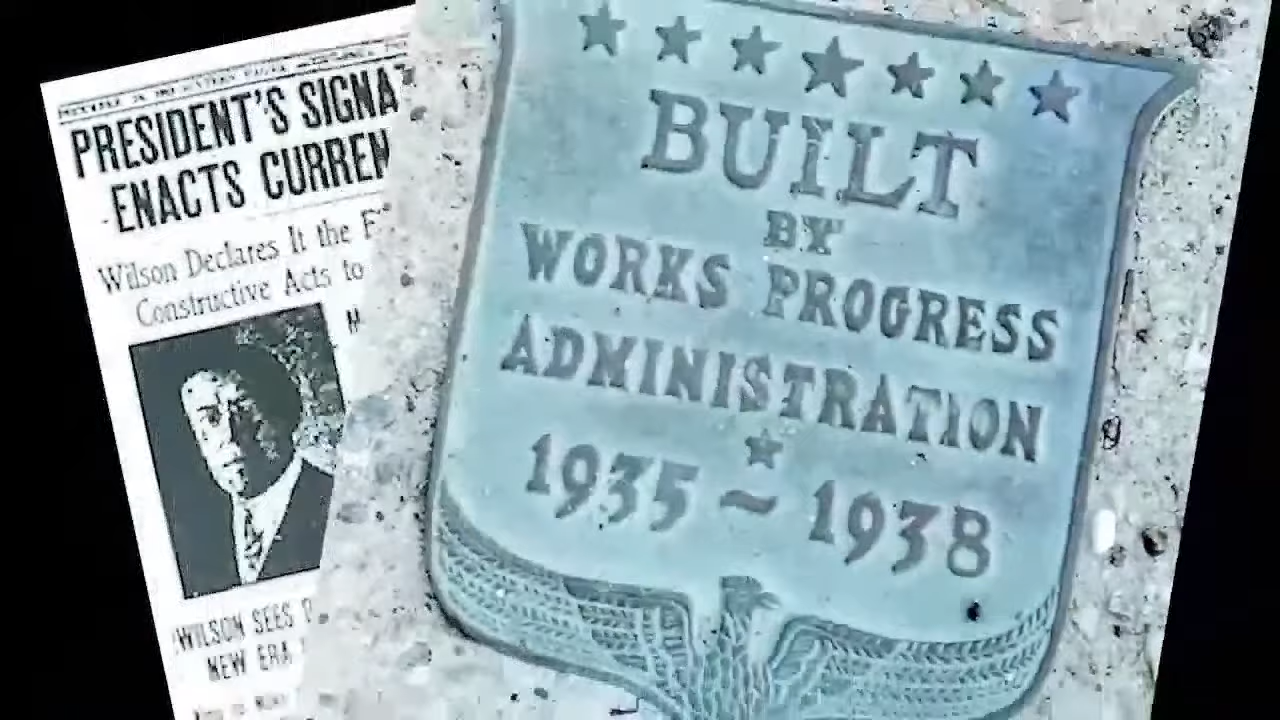 PRESIDENT'S SIGNAT
ENACTS CURREN
Wilson Declares It the F
Constructive Acts to
WILSON SEES
NEW ERA
BUILT
BY
WORKS PROGRESS
ADMINISTRATION
1935 ~ 1938